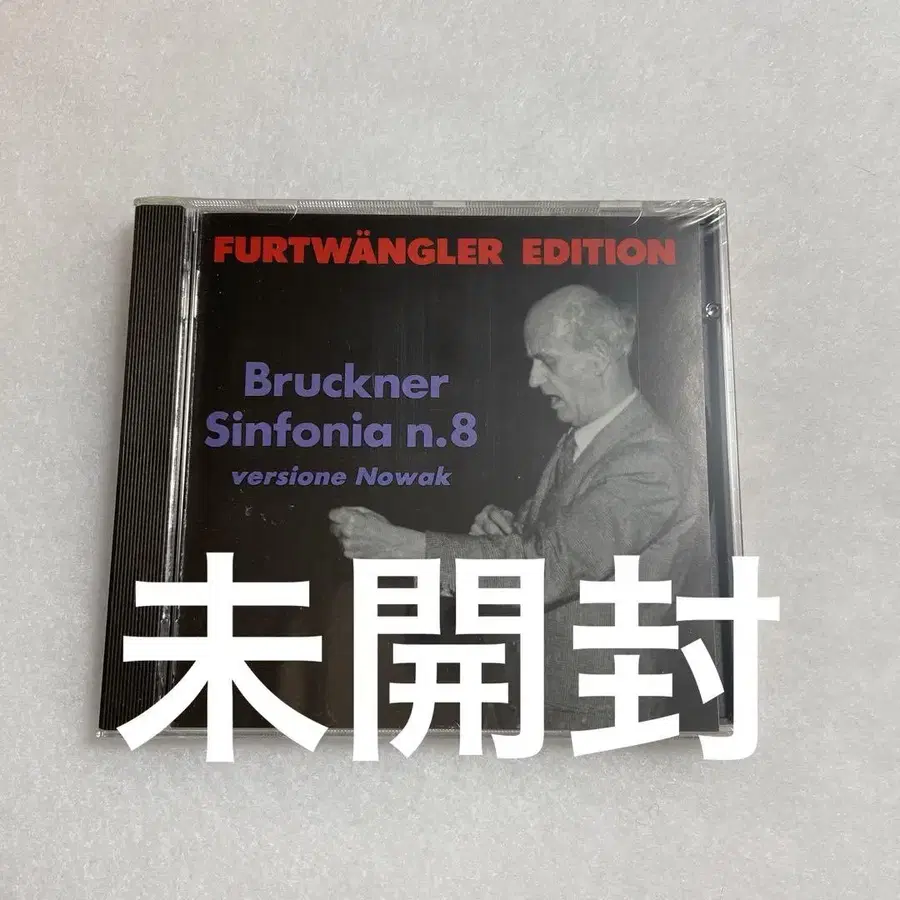 FURTWÄNGLER EDITION
Bruckner
Sinfonia n.8
versione Nowak
未開封